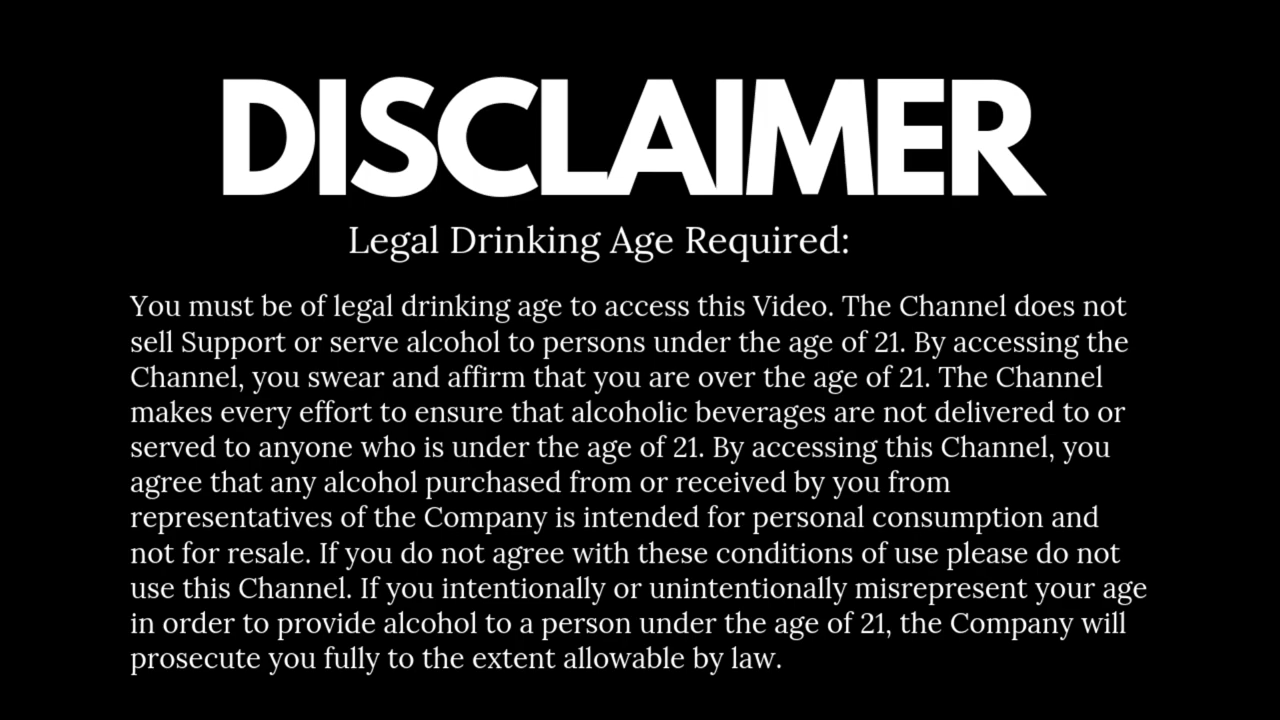 DISCLAIMER
Legal Drinking Age Required:
You must be of legal drinking age to access this Video. The Channel does not
sell Support or serve alcohol to persons under the age of 21. By accessing the
Channel, you swear and affirm that you are over the age of 21. The Channel
makes every effort to ensure that alcoholic beverages are not delivered to or
served to anyone who is under the age of 21. By accessing this Channel, you
agree that any alcohol purchased from or received by you from
representatives of the Company is intended for personal consumption and
not for resale. If you do not agree with these conditions of use please do not
use this Channel. If you intentionally or unintentionally misrepresent your age
in order to provide alcohol to a person under the age of 21, the Company will
prosecute you fully to the extent allowable by law.